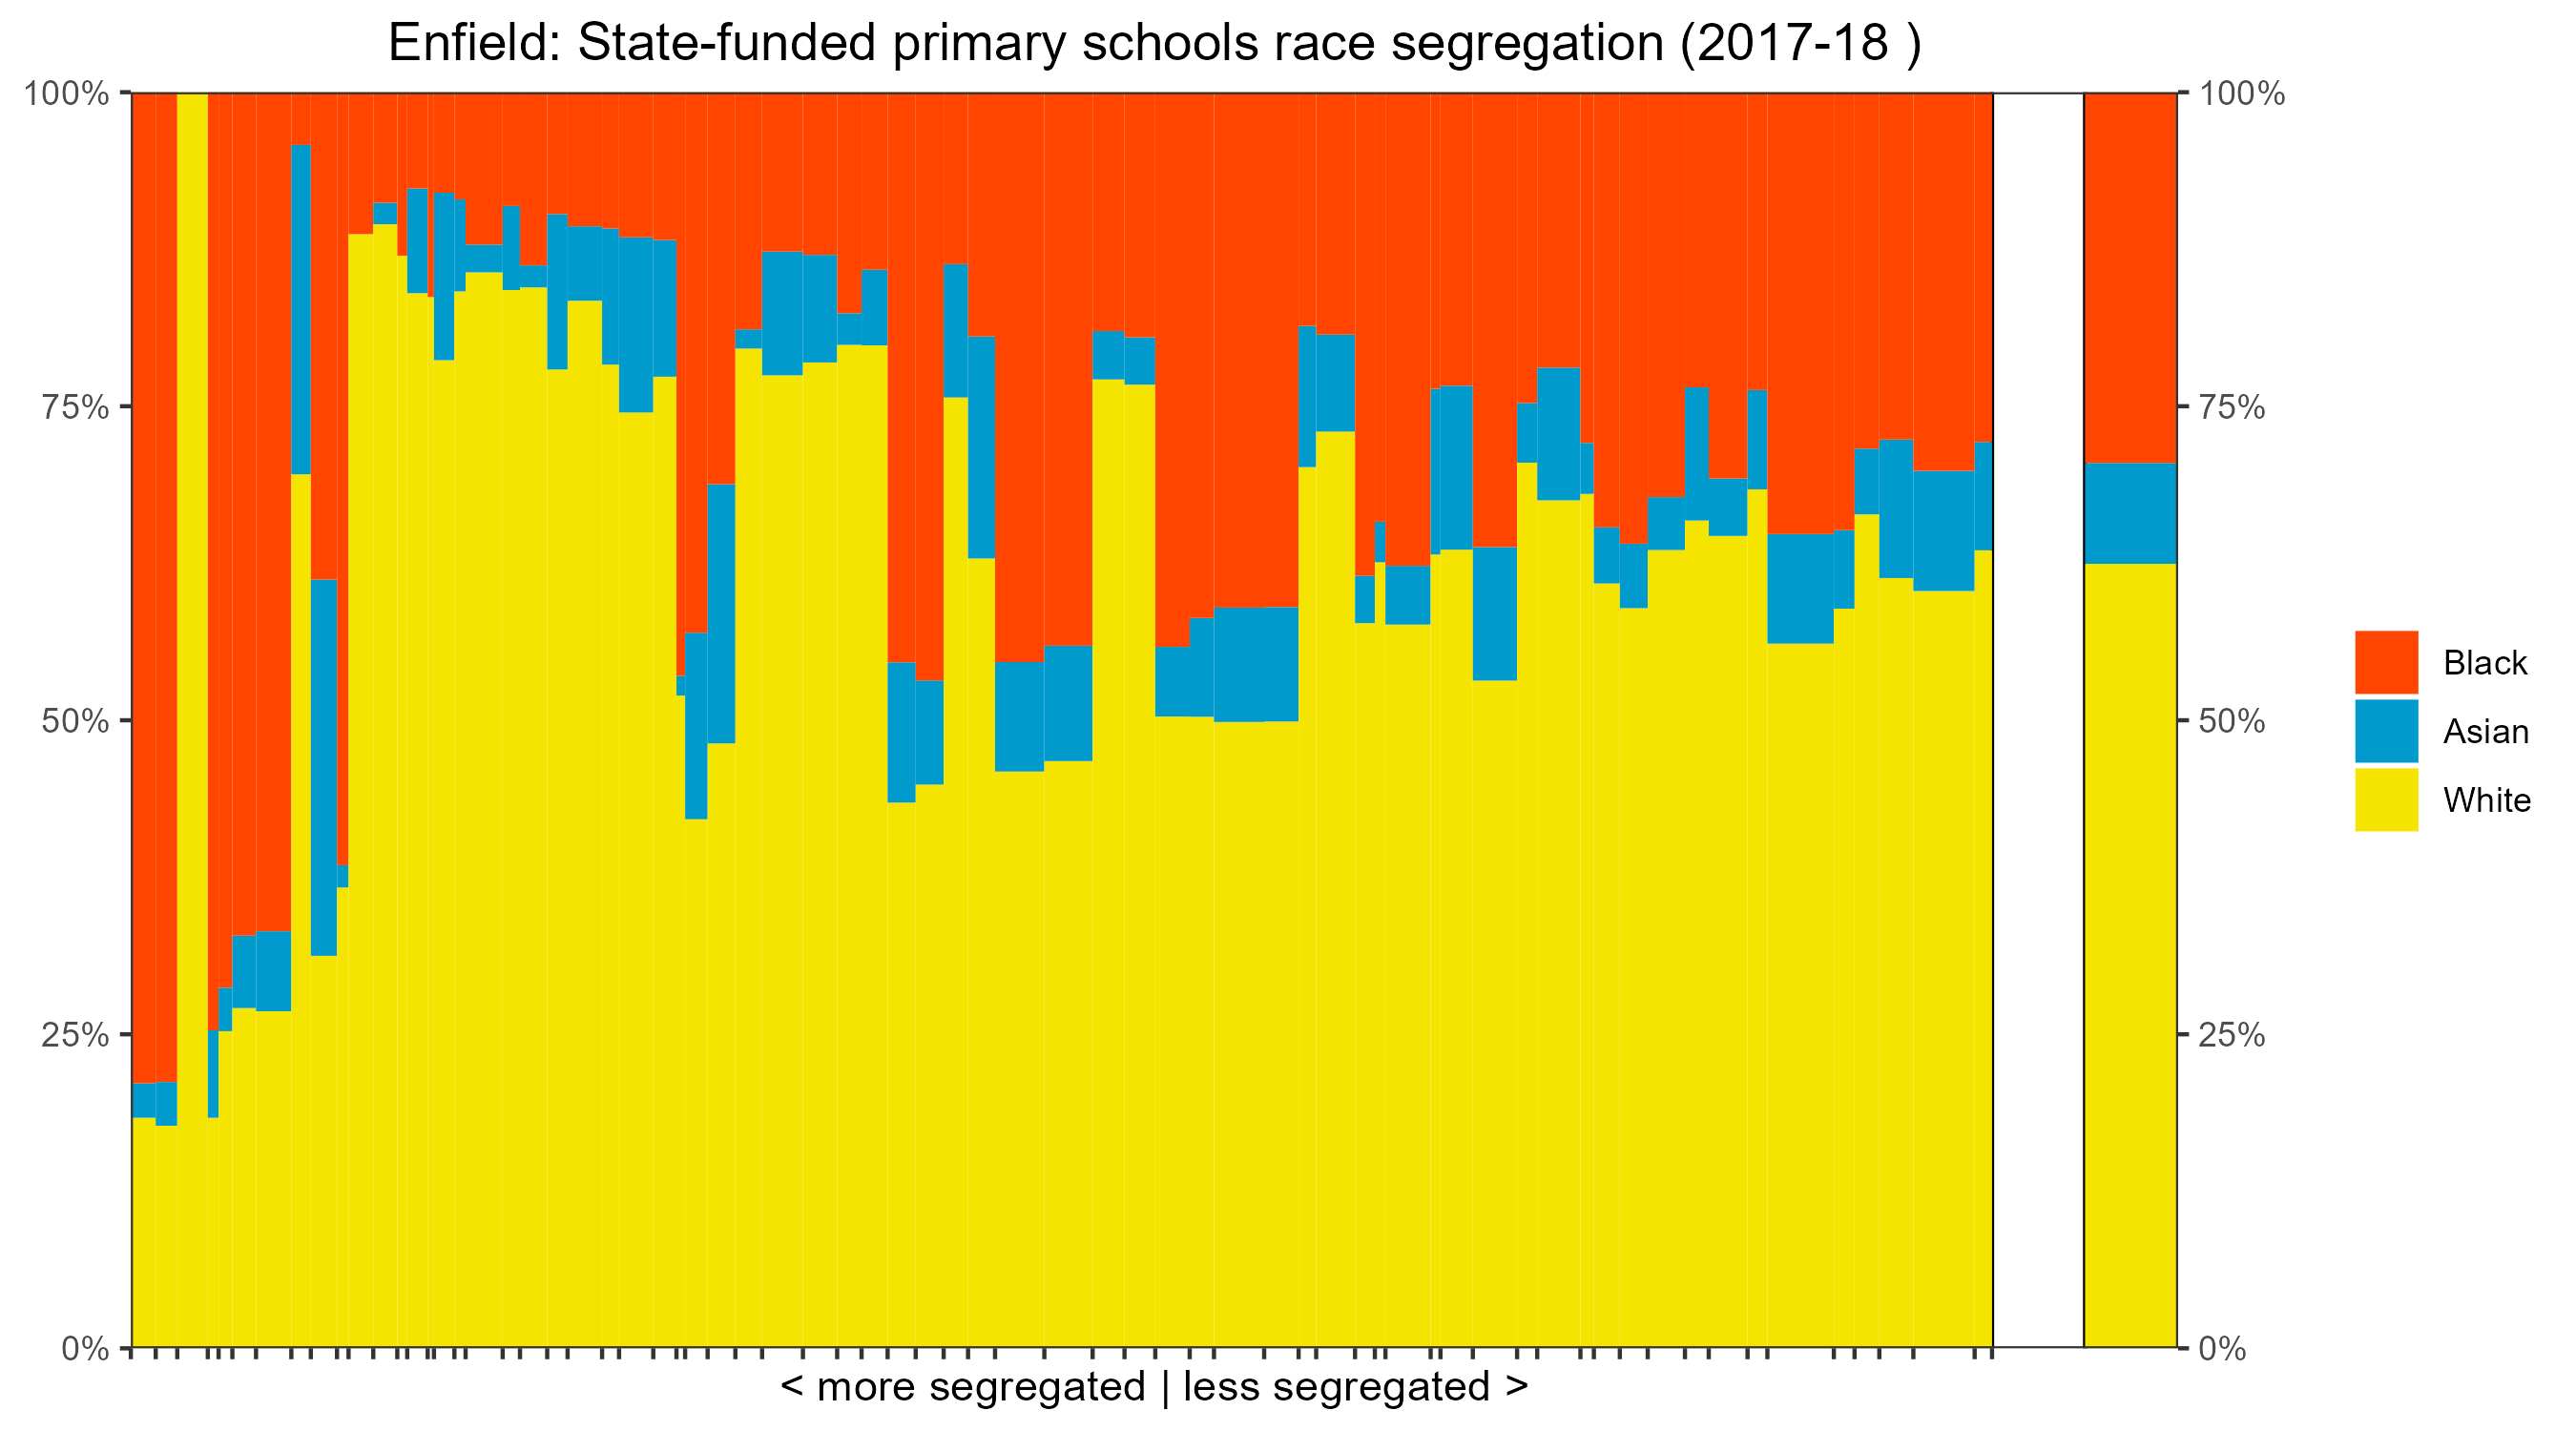 Enfield: State-funded primary schools race segregation (2017-18 )
100%
75%
50%
25%
0%
100%
75%
50%
25%
0%
Black
Asian
White
< more segregated | less segregated >